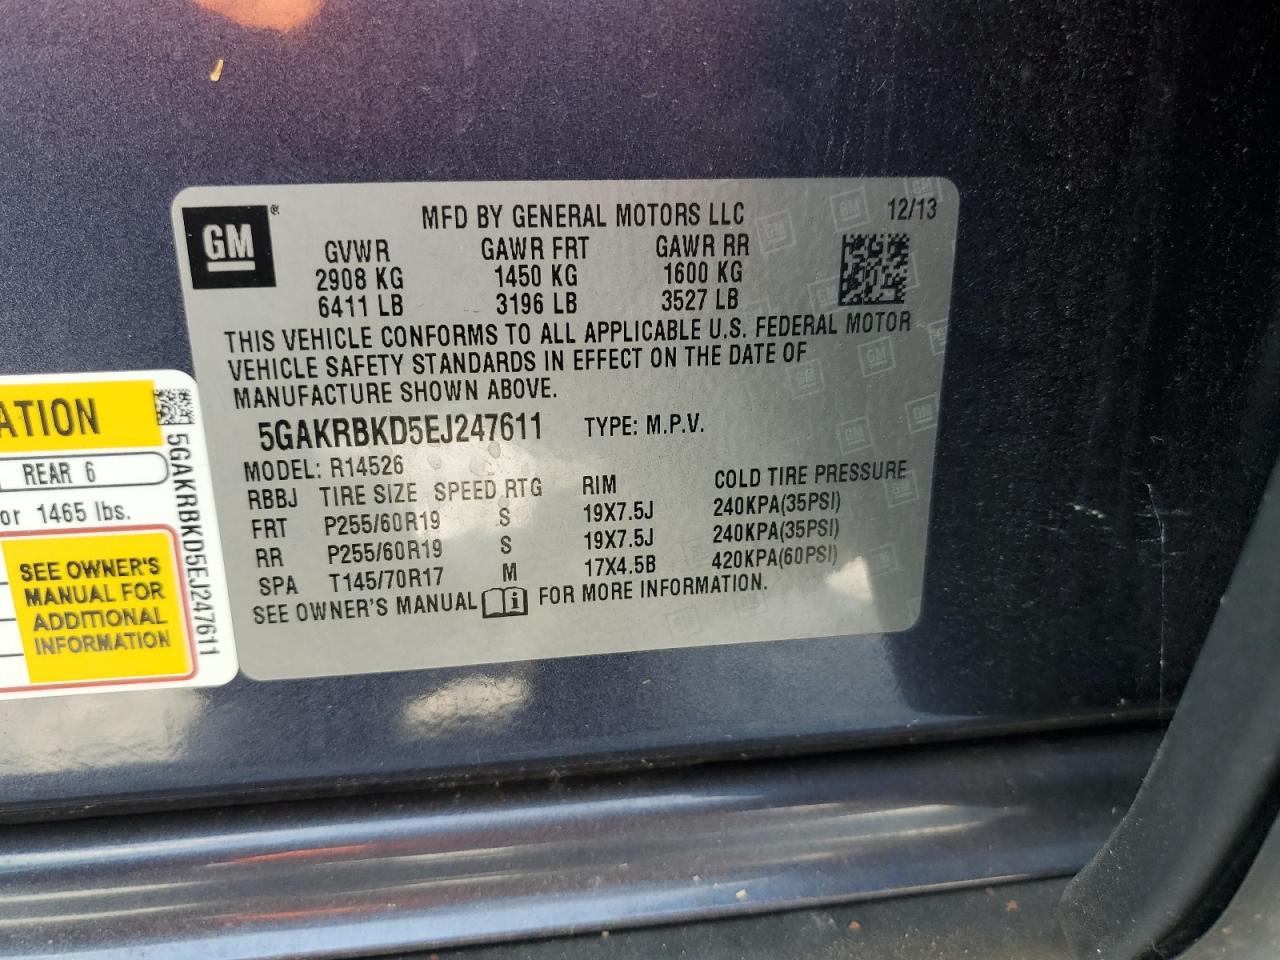 GM ®
MFD BY GENERAL MOTORS LLC 12/13
GVWR GAWR FRT GAWR RR
2908 KG 1450 KG 1600 KG
6411 LB 3196 LB 3527 LB
THIS VEHICLE CONFORMS TO ALL APPLICABLE U.S. FEDERAL MOTOR
VEHICLE SAFETY STANDARDS IN EFFECT ON THE DATE OF
MANUFACTURE SHOWN ABOVE.
5GAKRBKD5EJ247611 TYPE: M.P.V.
MODEL: R14526
RBBJ TIRE SIZE SPEED RTG RIM COLD TIRE PRESSURE
FRT P255/60R19 S 19X7.5J 240KPA(35PSI)
RR P255/60R19 S 19X7.5J 240KPA(35PSI)
SPA T145/70R17 M 17X4.5B 420KPA(60PSI)
SEE OWNER'S MANUAL i FOR MORE INFORMATION.
ATION
REAR 6
or 1465 lbs.
SEE OWNER'S
MANUAL FOR
ADDITIONAL
INFORMATION
5GAKRBKD5EJ247611